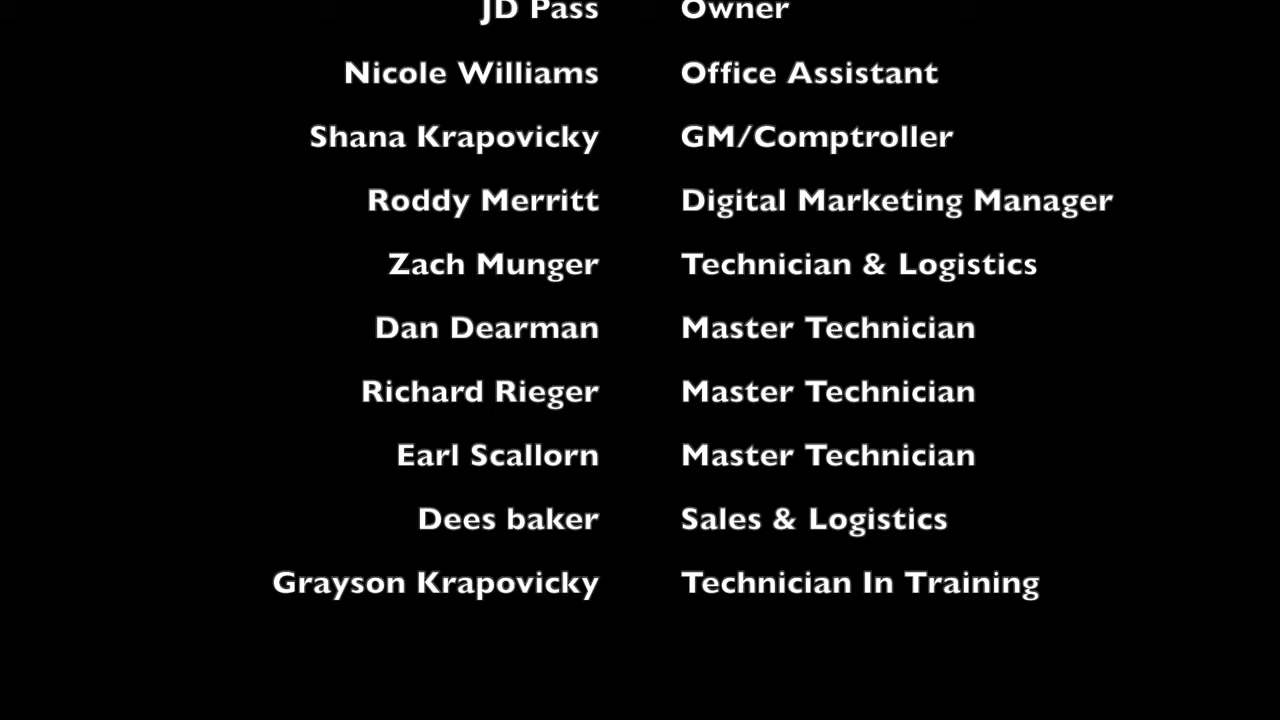 JD Pass Owner
Nicole Williams Office Assistant
Shana Krapovicky GM/Comptroller
Roddy Merritt Digital Marketing Manager
Zach Munger Technician & Logistics
Dan Dearman Master Technician
Richard Rieger Master Technician
Earl Scallorn Master Technician
Dees baker Sales & Logistics
Grayson Krapovicky Technician In Training